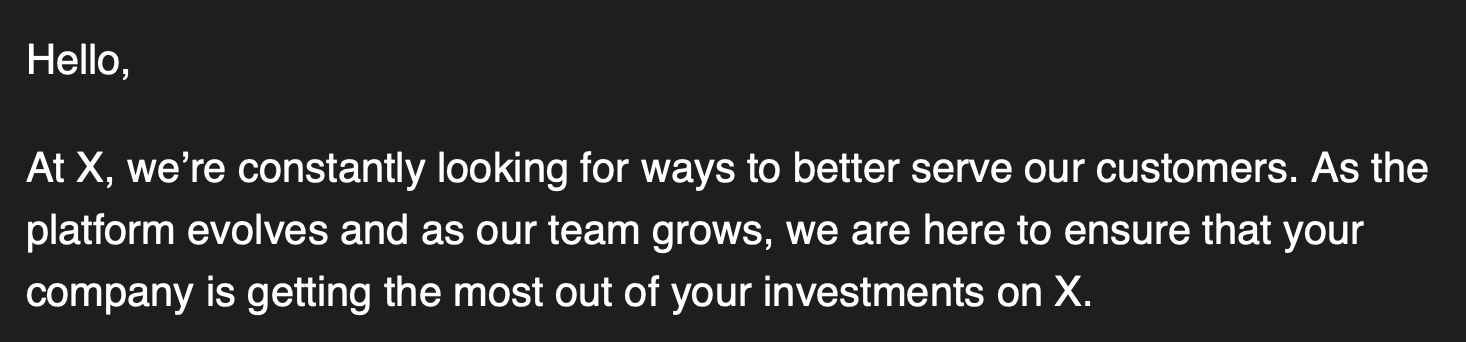 Hello,
At X, we’re constantly looking for ways to better serve our customers. As the
platform evolves and as our team grows, we are here to ensure that your
company is getting the most out of your investments on X.